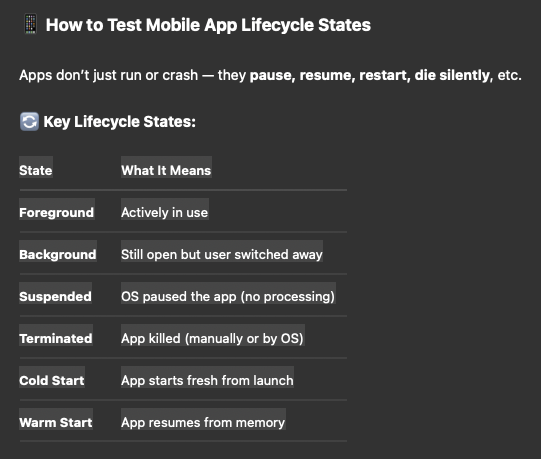 How to Test Mobile App Lifecycle States
Apps don't just run or crash — they pause, resume, restart, die silently, etc.
Key Lifecycle States:
State What It Means
Foreground Actively in use
Background Still open but user switched away
Suspended OS paused the app (no processing)
Terminated App killed (manually or by OS)
Cold Start App starts fresh from launch
Warm Start App resumes from memory